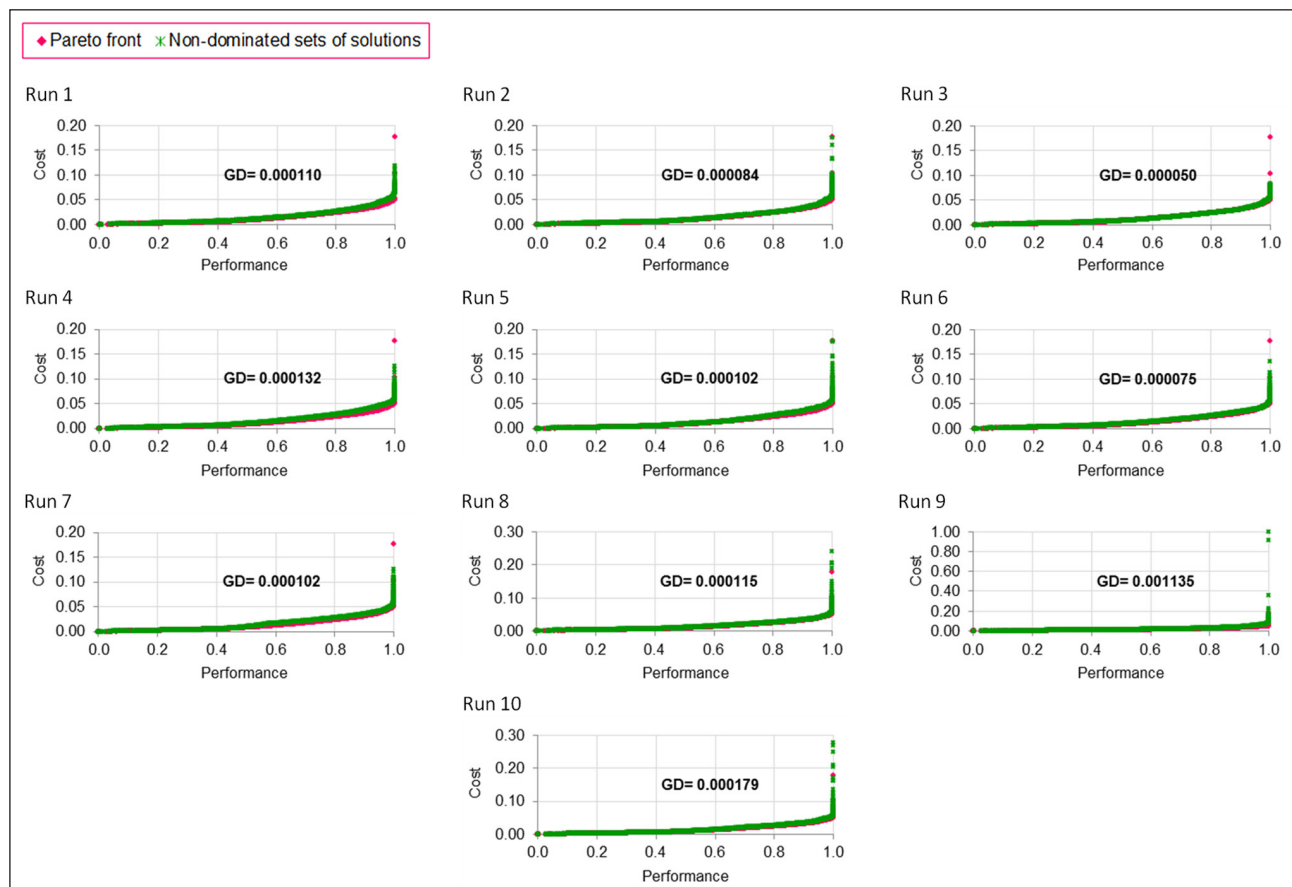 Pareto front Non-dominated sets of solutions
Run 1
0.20
0.15
0.10
0.05
0.00
Cost
GD= 0.000110
0.0 0.2 0.4 0.6 0.8 1.0
Performance
Run 2
0.20
0.15
0.10
0.05
0.00
Cost
GD= 0.000084
0.0 0.2 0.4 0.6 0.8 1.0
Performance
Run 3
0.20
0.15
0.10
0.05
0.00
Cost
GD= 0.000050
0.0 0.2 0.4 0.6 0.8 1.0
Performance
Run 4
0.20
0.15
0.10
0.05
0.00
Cost
GD= 0.000132
0.0 0.2 0.4 0.6 0.8 1.0
Performance
Run 5
0.20
0.15
0.10
0.05
0.00
Cost
GD= 0.000102
0.0 0.2 0.4 0.6 0.8 1.0
Performance
Run 6
0.20
0.15
0.10
0.05
0.00
Cost
GD= 0.000075
0.0 0.2 0.4 0.6 0.8 1.0
Performance
Run 7
0.20
0.15
0.10
0.05
0.00
Cost
GD= 0.000102
0.0 0.2 0.4 0.6 0.8 1.0
Performance
Run 8
0.30
0.20
0.10
0.00
Cost
GD= 0.000115
0.0 0.2 0.4 0.6 0.8 1.0
Performance
Run 9
1.00
0.80
0.60
0.40
0.20
0.00
Cost
GD= 0.001135
0.0 0.2 0.4 0.6 0.8 1.0
Performance
Run 10
0.30
0.20
0.10
0.00
Cost
GD= 0.000179
0.0 0.2 0.4 0.6 0.8 1.0
Performance